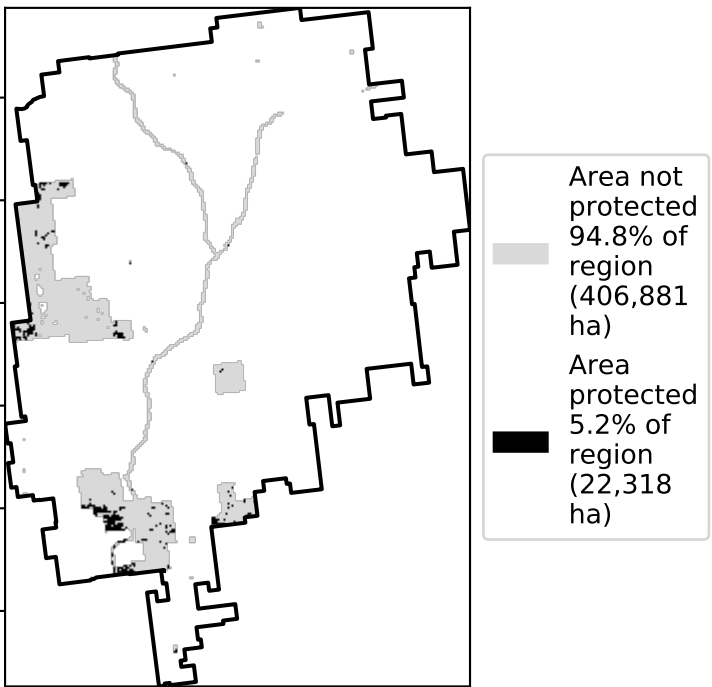 Area not
protected
94.8% of
region
(406,881
ha)
Area
protected
5.2% of
region
(22,318
ha)